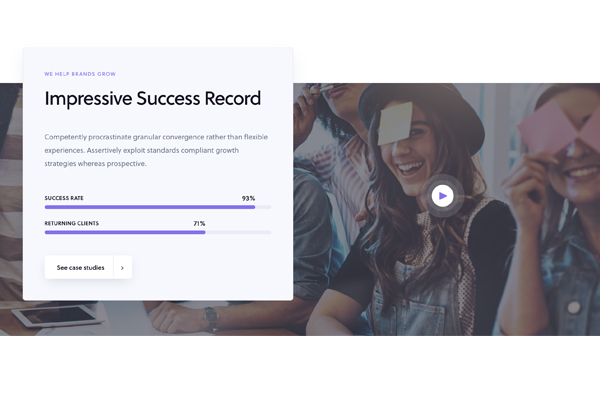 WE HELP BRANDS GROW
Impressive Success Record
Competently procrastinate granular convergence rather than flexible
experiences. Assertively exploit standards compliant growth
strategies whereas prospective.
SUCCESS RATE 93%
RETURNING CLIENTS 71%
See case studies